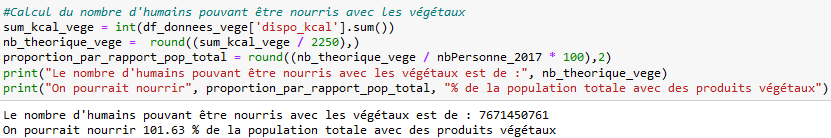 #Calcul du nombre d'humains pouvant être nourris avec les végétaux
sum_kcal_vege = int(df_donnees_vege['dispo_kcal'].sum())
nb_theorique_vege =  round((sum_kcal_vege / 2250),)
proportion_par_rapport_pop_total = round((nb_theorique_vege / nbPersonne_2017 * 100),2)
print("Le nombre d'humains pouvant être nourris avec les végétaux est de :", nb_theorique_vege)
print("On pourrait nourrir", proportion_par_rapport_pop_total, "% de la population totale avec des produits végétaux")
Le nombre d'humains pouvant être nourris avec les végétaux est de : 7671450761
On pourrait nourrir 101.63 % de la population totale avec des produits végétaux